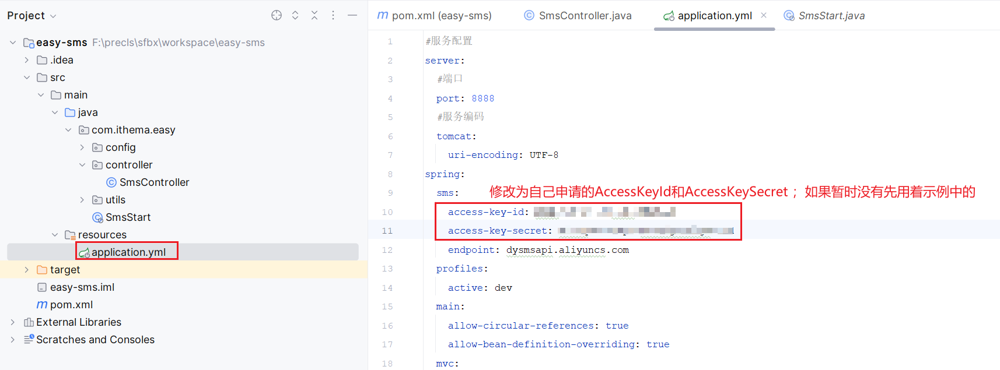 Project
easy-sms F:\precls\sfbx\workspace\easy-sms
.idea
src
main
java
com.ithema.easy
config
controller
SmsController
utils
SmsStart
resources
application.yml
target
easy-sms.iml
pom.xml
External Libraries
Scratches and Consoles
pom.xml (easy-sms)
SmsController.java
application.yml
SmsStart.java
1 #服务配置
2 server:
3 #端口
4 port: 8888
5 #服务编码
6 tomcat:
7 uri-encoding: UTF-8
8 spring:
9 sms:
修改为自己申请的AccessKeyId和AccessKeySecret ；如果暂时没有先用着示例中的
10 access-key-id:
11 access-key-secret:
12 endpoint: dysmsapi.aliyuncs.com
13 profiles:
14 active: dev
15 main:
16 allow-circular-references: true
17 allow-bean-definition-overriding: true
18 mvc: